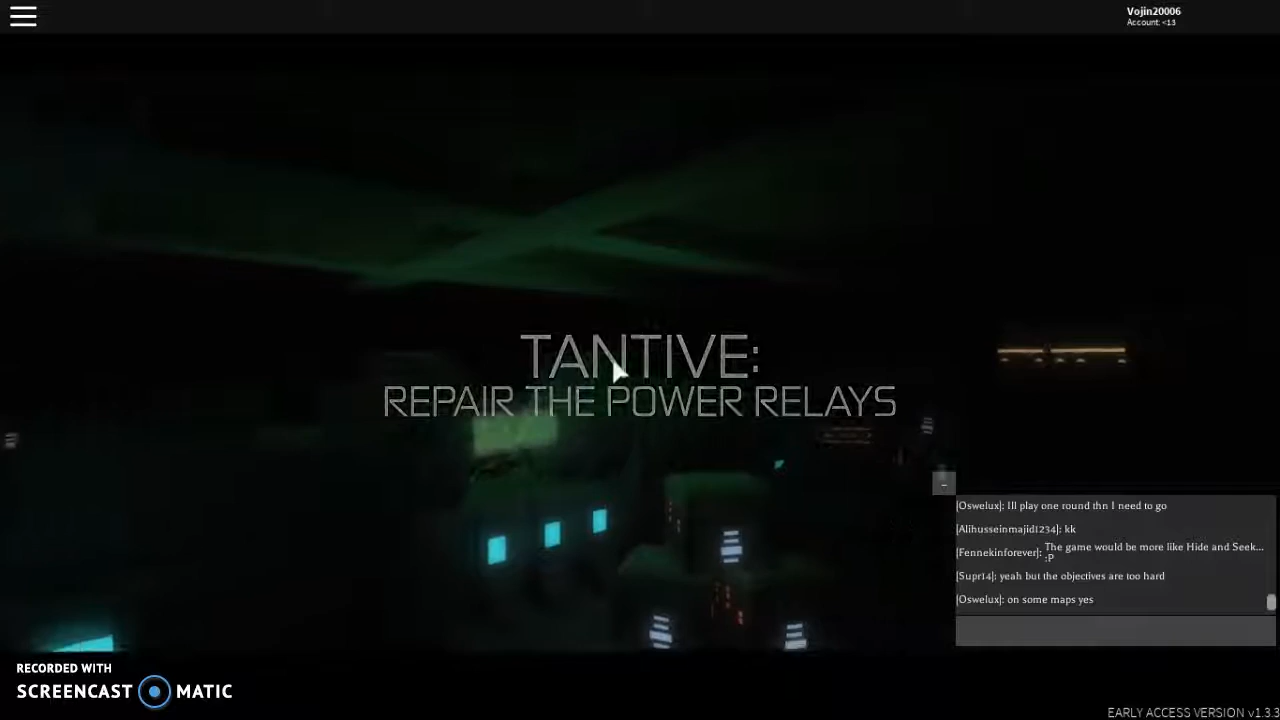 Vojin20006
Account: <13
TANTIVE:
REPAIR THE POWER RELAYS
–
[Oswelux]: Ill play one round thn I need to go
[Alihusseinmajid1234]: kk
[Fennekinforever]: The game would be more like Hide and Seek...
:P
[Supr14]: yeah but the objectives are too hard
[Oswelux]: on some maps yes
RECORDED WITH
SCREENCAST MATIC
EARLY ACCESS VERSION v1.3.3